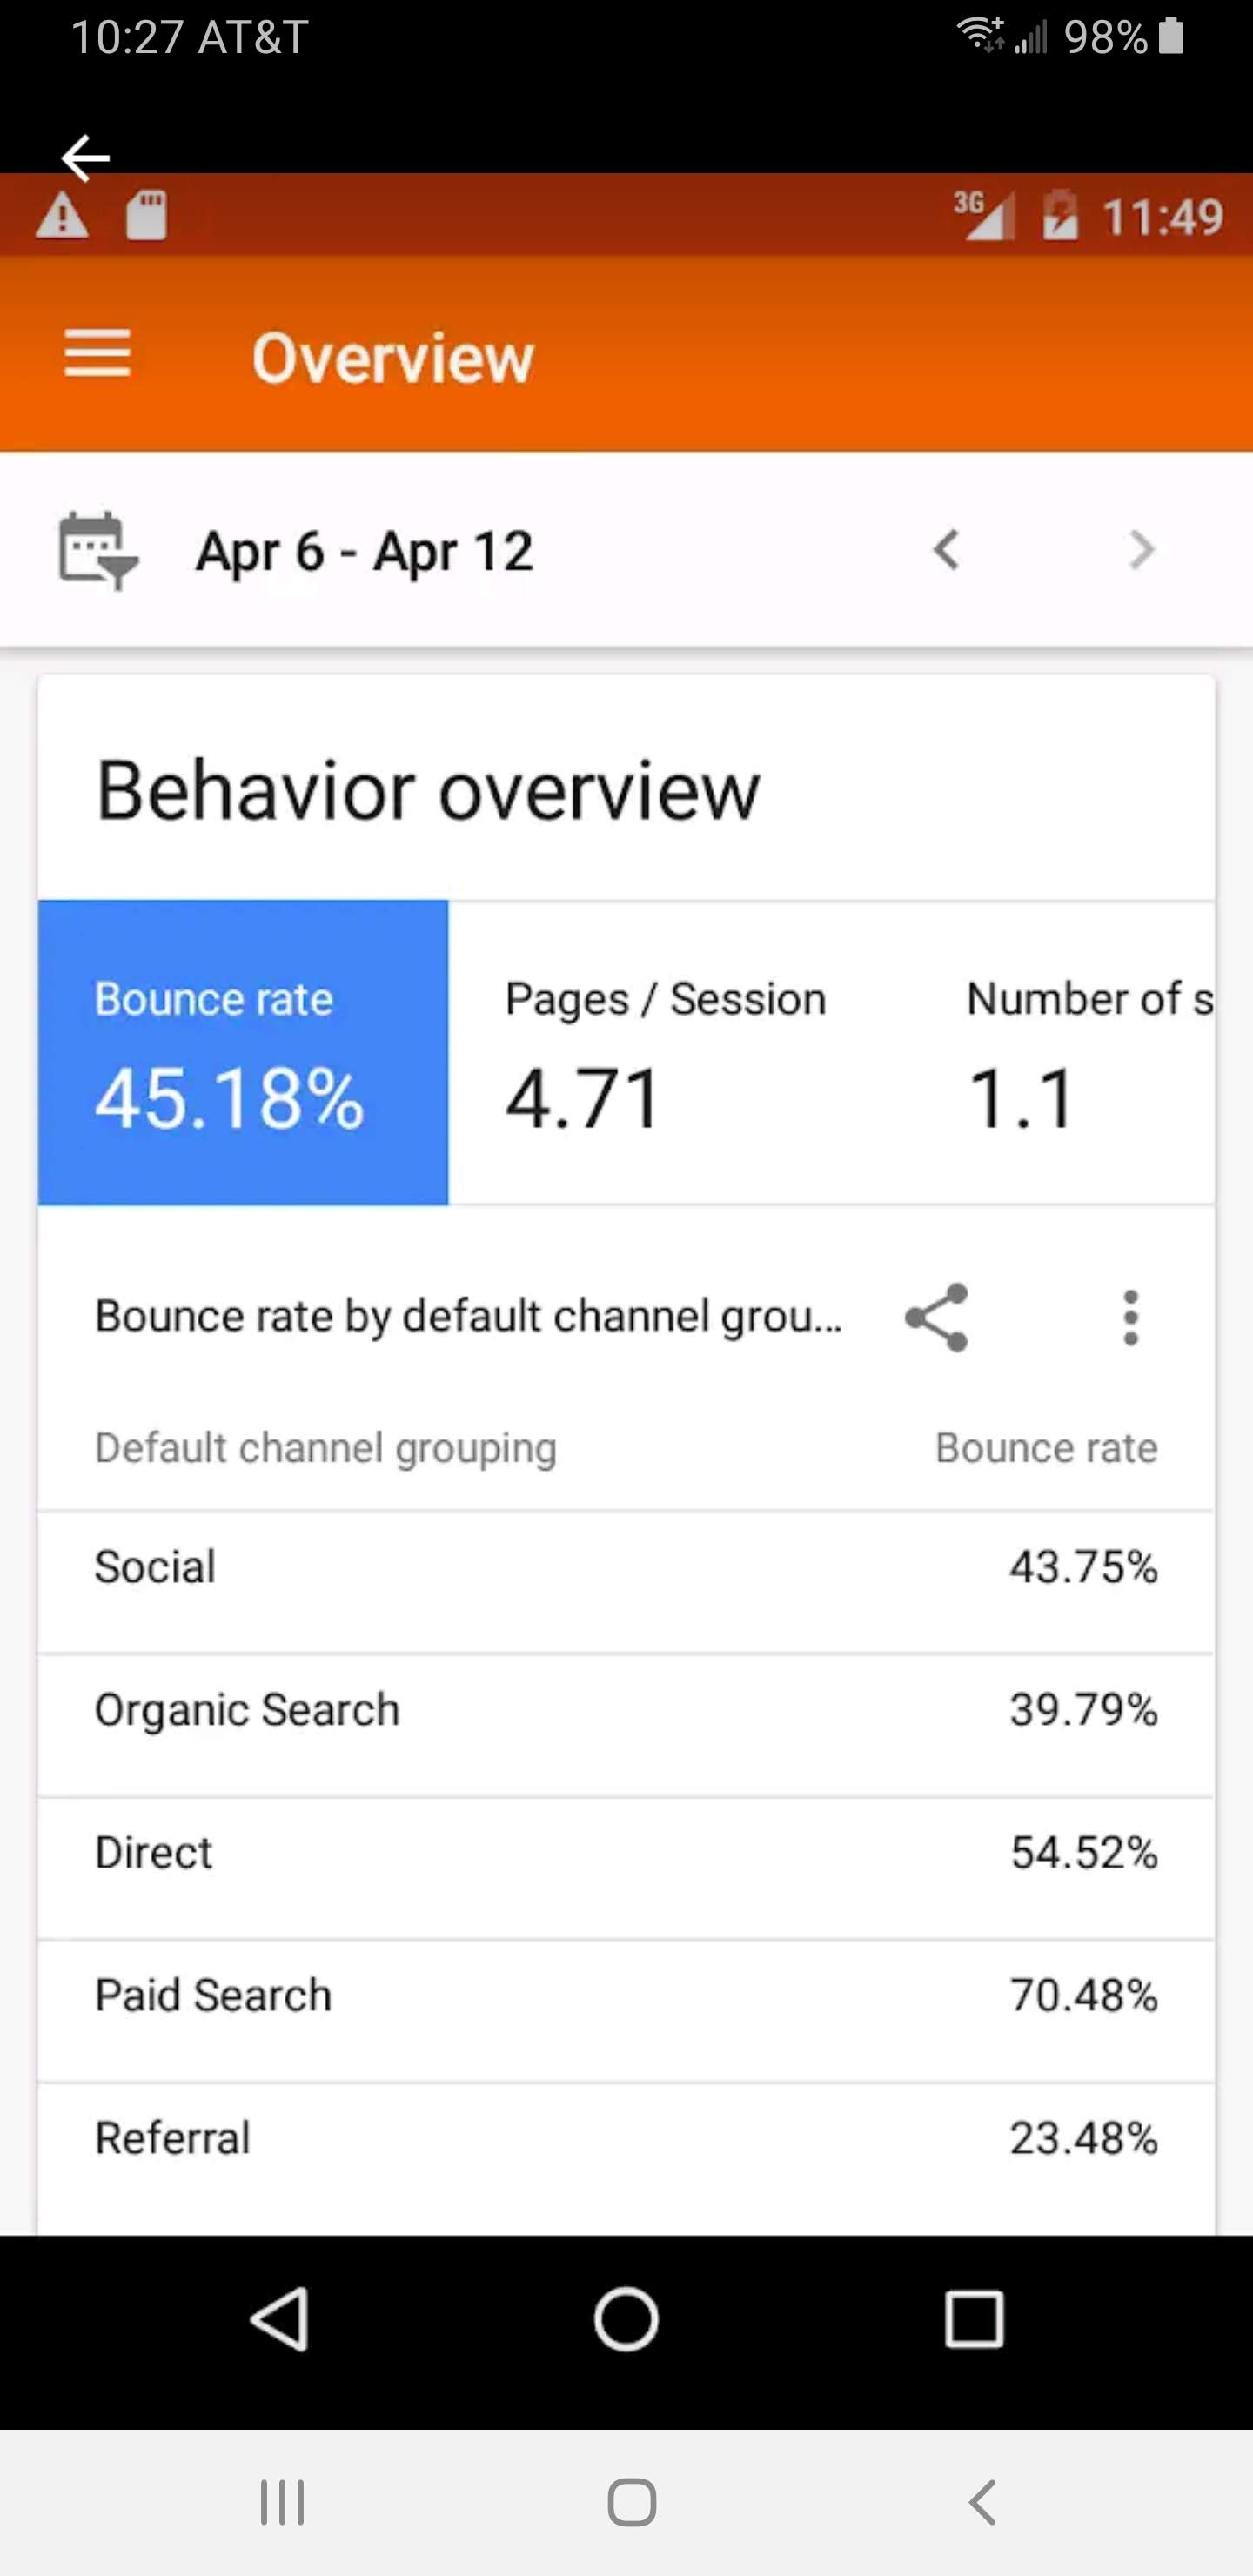 10:27 AT&T 98%
3G 11:49
Overview
Apr 6 - Apr 12
Behavior overview
Bounce rate Pages / Session Number of s
45.18% 4.71 1.1
Bounce rate by default channel grou...
Default channel grouping Bounce rate
Social 43.75%
Organic Search 39.79%
Direct 54.52%
Paid Search 70.48%
Referral 23.48%